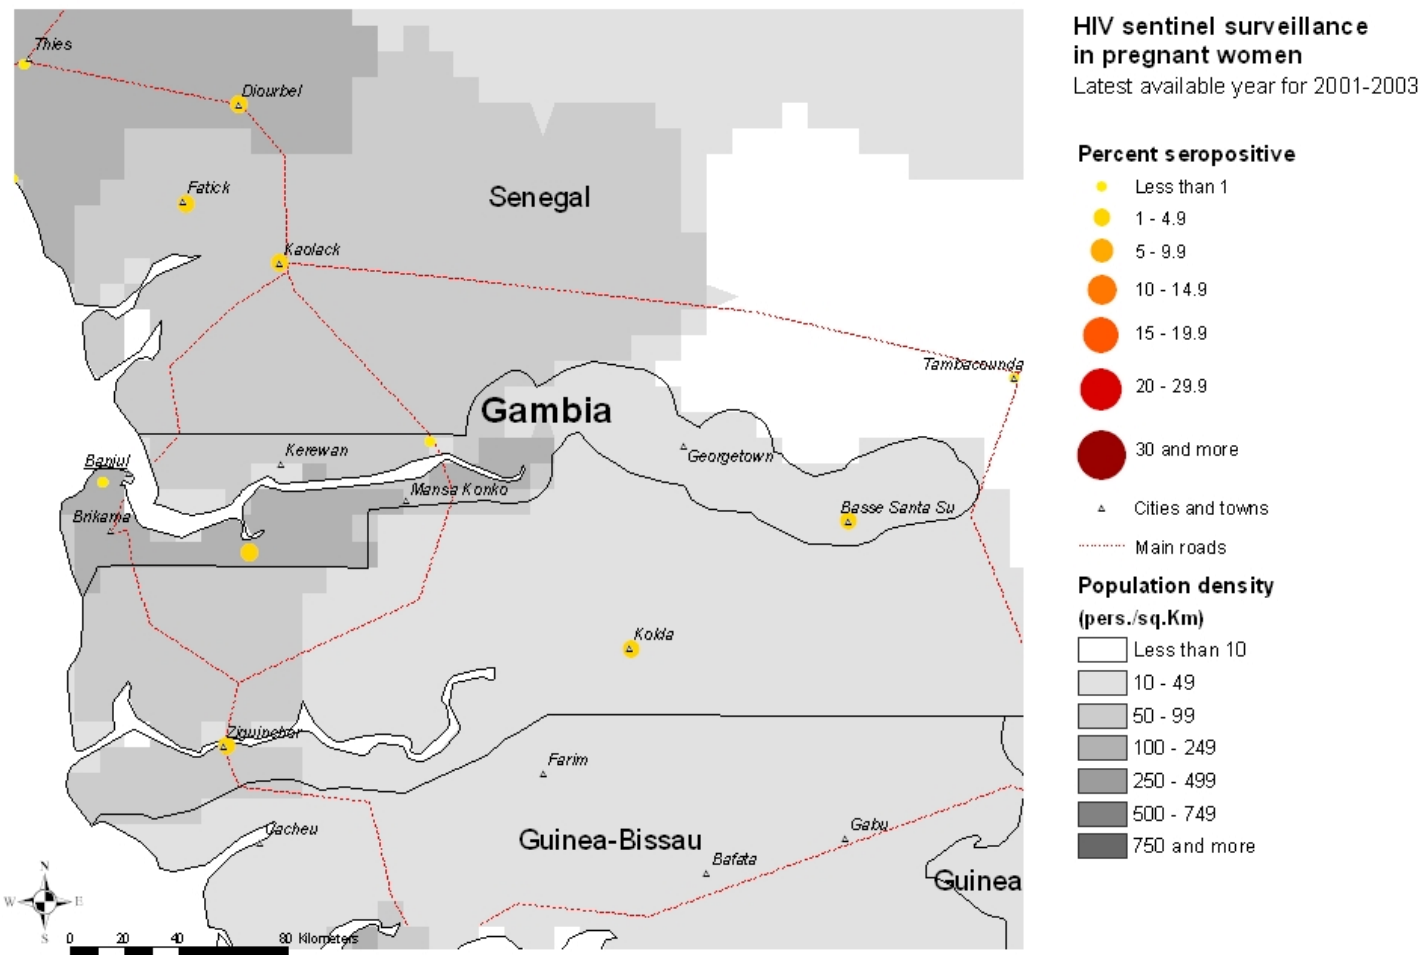 HIV sentinel surveillance
in pregnant women
Latest available year for 2001-2003
Thies
Diourbel
Fatick
Senegal
Kaolack
Tambacounda
Gambia
Kerewan
Georgetown
Banjul
Mansa Konko
Brikama
Basse Santa Su
Kolda
Ziguinchor
Farim
Cacheu
Guinea-Bissau
Gabu
Bafata
Guinea
N
W
E
S
0 20 40 80 Kilometers
Percent seropositive
Less than 1
1 - 4.9
5 - 9.9
10 - 14.9
15 - 19.9
20 - 29.9
30 and more
Cities and towns
Main roads
Population density
(pers./sq.Km)
Less than 10
10 - 49
50 - 99
100 - 249
250 - 499
500 - 749
750 and more